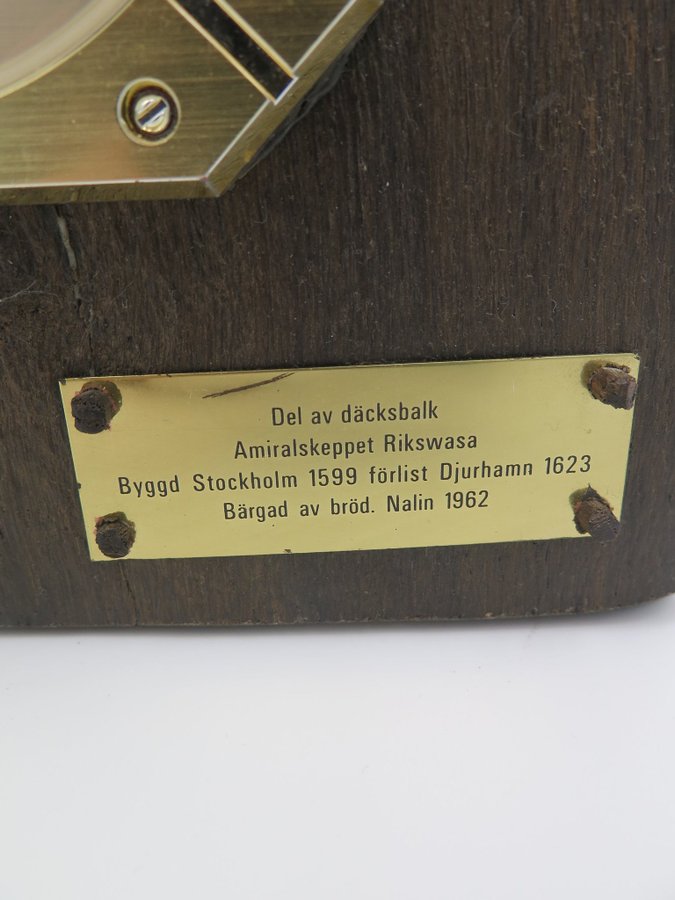 Del av däcksbalk
Amiralskeppet Rikswasa
Byggd Stockholm 1599 förlist Djurhamn 1623
Bärgad av bröd. Nalin 1962